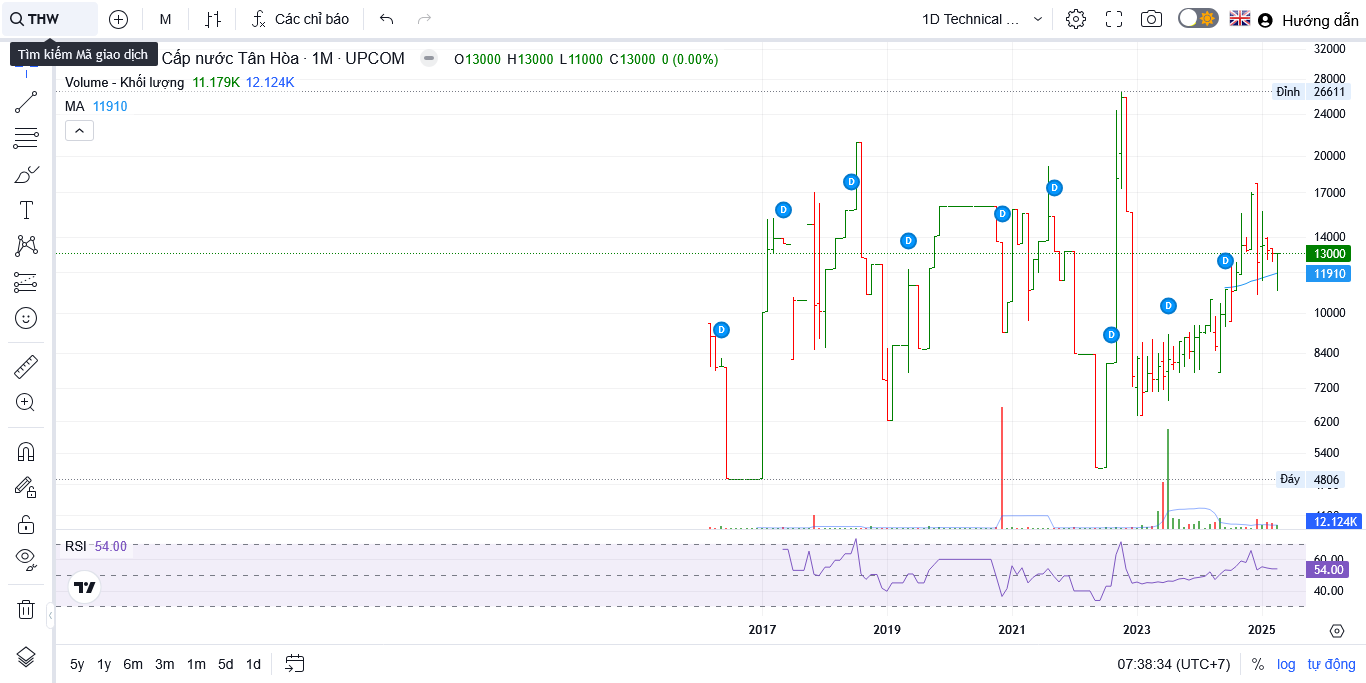 THW
M
Các chỉ báo
1D Technical ...
Hướng dẫn
Tìm kiếm Mã giao dịch
Cấp nước Tân Hòa · 1M · UPCOM
O13000 H13000 L11000 C13000 0 (0.00%)
Volume - Khối lượng 11.179K 12.124K
MA 11910
32000
28000
Đỉnh 26611
24000
20000
17000
14000
13000
11910
10000
8400
7200
6200
5400
Đáy 4806
12.124K
D
D
D
D
D
D
D
D
D
D
RSI 54.00
60.00
54.00
40.00
2017
2019
2021
2023
2025
5y 1y 6m 3m 1m 5d 1d
07:38:34 (UTC+7)
% log tự động